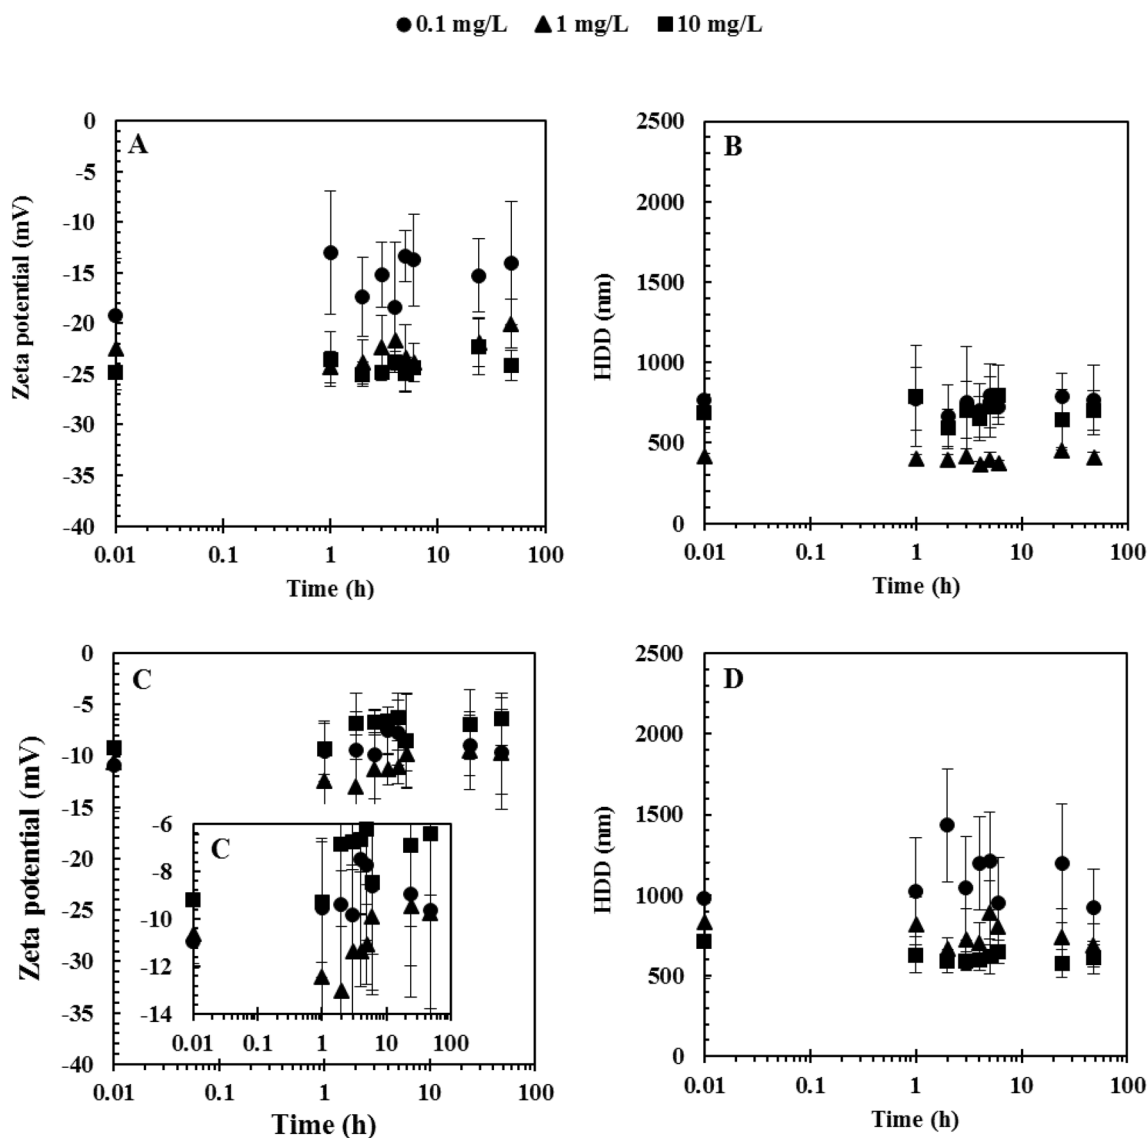 0.1 mg/L 1 mg/L 10 mg/L
A
Zeta potential (mV)
0
-5
-10
-15
-20
-25
-30
-35
-40
0.01 0.1 1 10 100
Time (h)
B
HDD (nm)
2500
2000
1500
1000
500
0
0.01 0.1 1 10 100
Time (h)
C
Zeta potential (mV)
0
-5
-10
-15
-20
-25
-30
-35
-40
C
-6
-8
-10
-12
-14
0.01 0.1 1 10 100
0.01 0.1 1 10 100
Time (h)
D
HDD (nm)
2500
2000
1500
1000
500
0
0.01 0.1 1 10 100
Time (h)